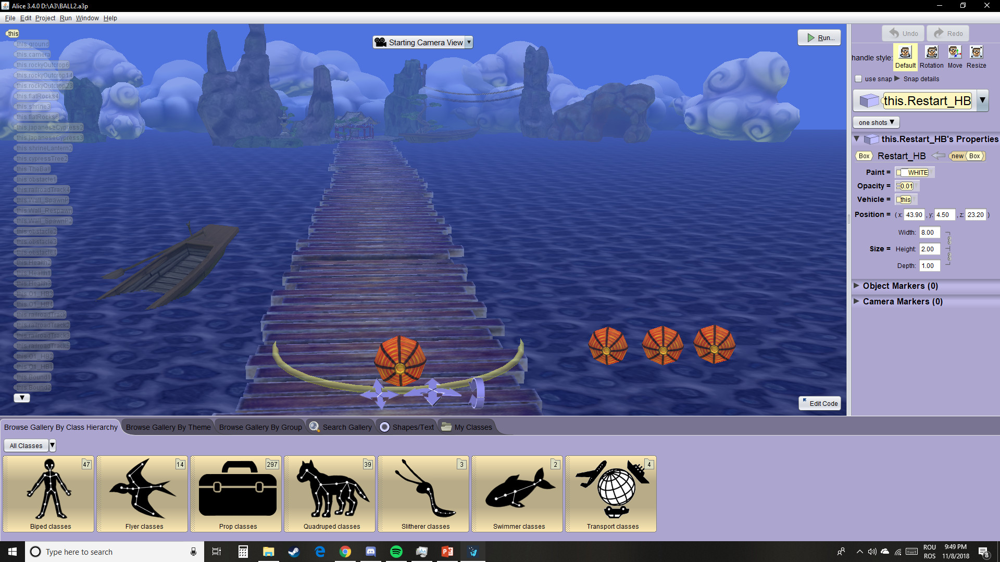 Alice 3.4.0 D:\A3\BALL2.a3p
File Edit Project Run Window Help
this
this.ground
this.camera
this.rockyOutcrop6
this.rockyOutcrop14
this.rockyOutcrop23
this.flatRocks4
this.shrine3
this.flatRocks6
this.japaneseCypress2
this.japaneseCypress3
this.shrineLantern2
this.cypressTree2
this.TheBall
this.obstacle1
this.railroadTrack4
this.Wall_SpawnP
this.Wall_Respawn
this.Wall_SpawnP2
this.obstacle2
this.obstacle3
this.obstacle4
this.Health2
this.Health1
this.Health3
this.O1_HB3
this.O1_HB4
this.railroadTrack
this.railroadTrack2
this.railroadTrack3
this.railroadTrack5
this.O1_HB2
this.O1_HB1
this.Bound1
this.Bound2
Starting Camera View
Run...
Edit Code
Undo Redo
handle style: Default Rotation Move Resize
use snap Snap details
this.Restart_HB
one shots
this.Restart_HB's Properties
Box Restart_HB new Box
Paint = WHITE
Opacity = 0.01
Vehicle = this
Position = ( x: 43.90 , y: 4.50 , z: 23.20 )
Width: 8.00
Size = Height: 2.00
Depth: 1.00
Object Markers (0)
Camera Markers (0)
Browse Gallery By Class Hierarchy Browse Gallery By Theme Browse Gallery By Group Search Gallery Shapes/Text My Classes
All Classes
47 14 297 39 3 2 4
Biped classes Flyer classes Prop classes Quadruped classes Slitherer classes Swimmer classes Transport classes
Type here to search
ROU 9:49 PM
ROS 11/8/2018
8